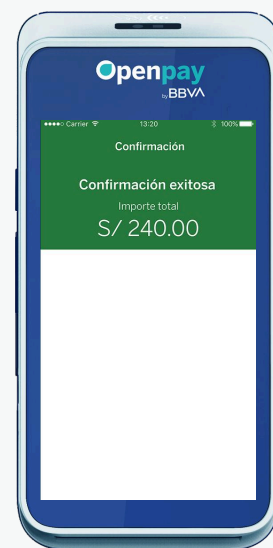 Openpay
by BBVA
Carrier 13:20 100%
Confirmación
Confirmación exitosa
Importe total
S/ 240.00